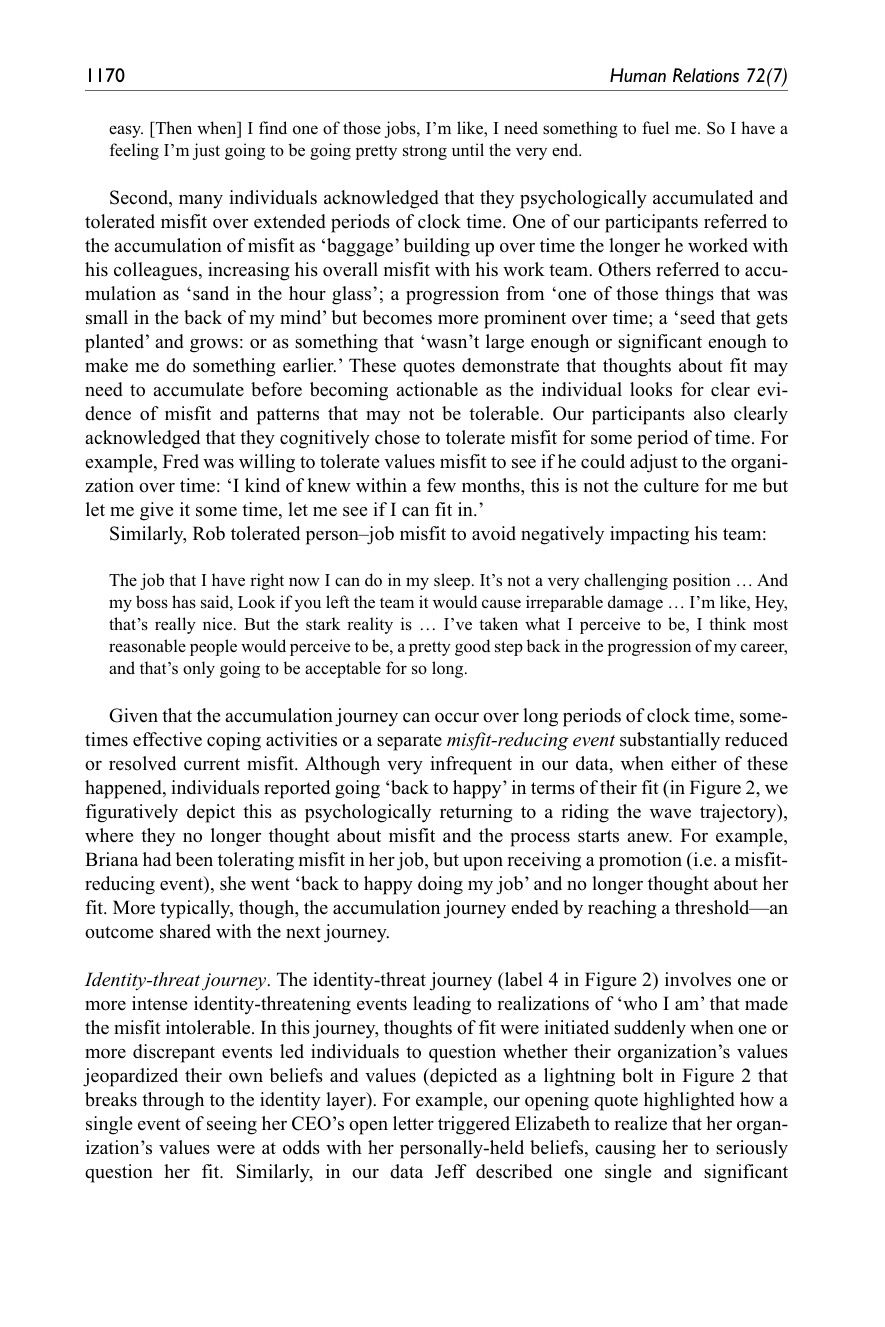 1170
Human Relations 72(7)
easy. [Then when] I find one of those jobs, I’m like, I need something to fuel me. So I have a
feeling I’m just going to be going pretty strong until the very end.
Second, many individuals acknowledged that they psychologically accumulated and
tolerated misfit over extended periods of clock time. One of our participants referred to
the accumulation of misfit as ‘baggage’ building up over time the longer he worked with
his colleagues, increasing his overall misfit with his work team. Others referred to accu-
mulation as ‘sand in the hour glass’; a progression from ‘one of those things that was
small in the back of my mind’ but becomes more prominent over time; a ‘seed that gets
planted’ and grows: or as something that ‘wasn’t large enough or significant enough to
make me do something earlier.’ These quotes demonstrate that thoughts about fit may
need to accumulate before becoming actionable as the individual looks for clear evi-
dence of misfit and patterns that may not be tolerable. Our participants also clearly
acknowledged that they cognitively chose to tolerate misfit for some period of time. For
example, Fred was willing to tolerate values misfit to see if he could adjust to the organi-
zation over time: ‘I kind of knew within a few months, this is not the culture for me but
let me give it some time, let me see if I can fit in.’
Similarly, Rob tolerated person–job misfit to avoid negatively impacting his team:
The job that I have right now I can do in my sleep. It’s not a very challenging position … And
my boss has said, Look if you left the team it would cause irreparable damage … I’m like, Hey,
that’s really nice. But the stark reality is … I’ve taken what I perceive to be, I think most
reasonable people would perceive to be, a pretty good step back in the progression of my career,
and that’s only going to be acceptable for so long.
Given that the accumulation journey can occur over long periods of clock time, some-
times effective coping activities or a separate misfit-reducing event substantially reduced
or resolved current misfit. Although very infrequent in our data, when either of these
happened, individuals reported going ‘back to happy’ in terms of their fit (in Figure 2, we
figuratively depict this as psychologically returning to a riding the wave trajectory),
where they no longer thought about misfit and the process starts anew. For example,
Briana had been tolerating misfit in her job, but upon receiving a promotion (i.e. a misfit-
reducing event), she went ‘back to happy doing my job’ and no longer thought about her
fit. More typically, though, the accumulation journey ended by reaching a threshold—an
outcome shared with the next journey.
Identity-threat journey. The identity-threat journey (label 4 in Figure 2) involves one or
more intense identity-threatening events leading to realizations of ‘who I am’ that made
the misfit intolerable. In this journey, thoughts of fit were initiated suddenly when one or
more discrepant events led individuals to question whether their organization’s values
jeopardized their own beliefs and values (depicted as a lightning bolt in Figure 2 that
breaks through to the identity layer). For example, our opening quote highlighted how a
single event of seeing her CEO’s open letter triggered Elizabeth to realize that her organ-
ization’s values were at odds with her personally-held beliefs, causing her to seriously
question her fit. Similarly, in our data Jeff described one single and significant